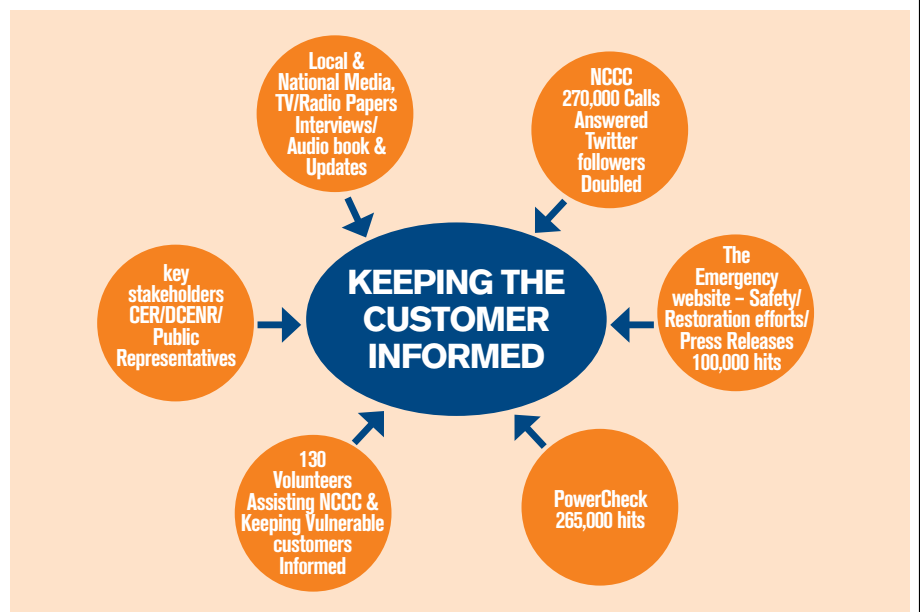 Local &
National Media,
TV/Radio Papers
Interviews/
Audio book &
Updates
NCCC
270,000 Calls
Answered
Twitter
followers
Doubled
key
stakeholders
CER/DCENR/
Public
Representatives
KEEPING THE
CUSTOMER
INFORMED
The
Emergency
website – Safety/
Restoration efforts/
Press Releases
100,000 hits
130
Volunteers
Assisting NCCC &
Keeping Vulnerable
customers
Informed
PowerCheck
265,000 hits